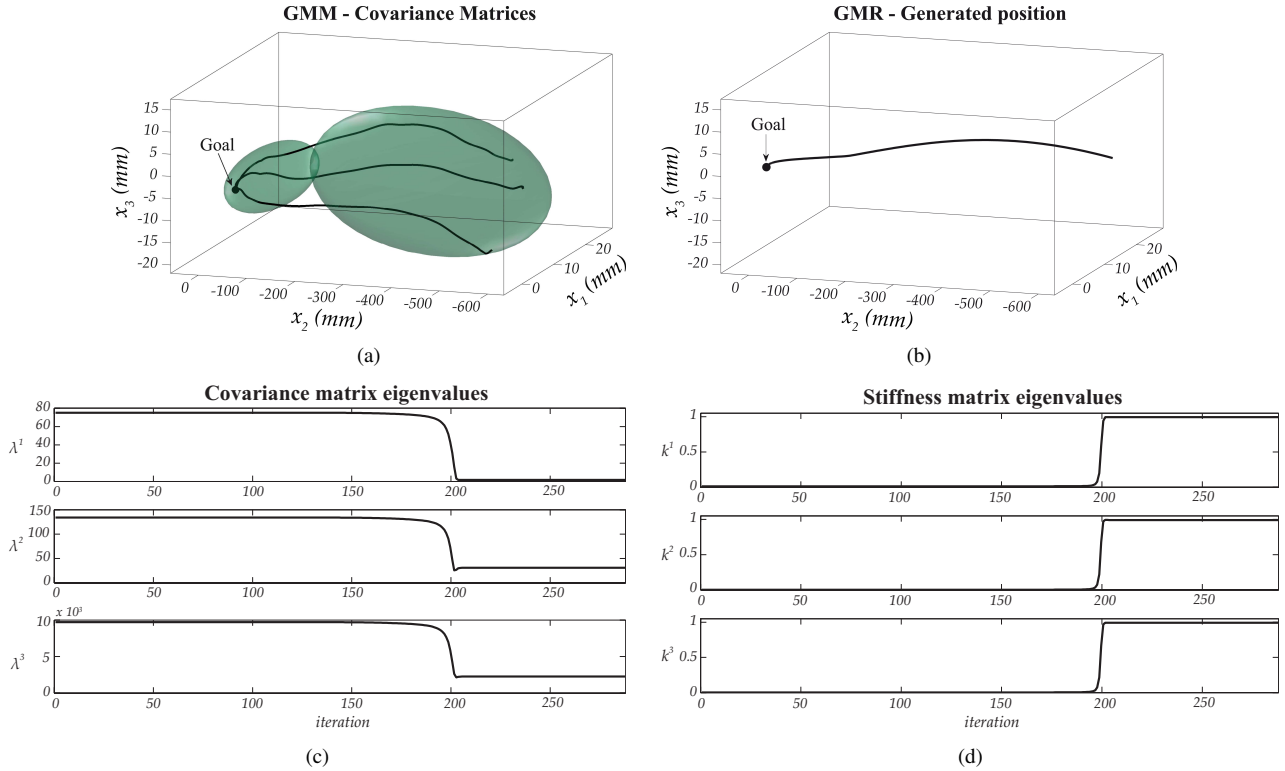 GMM - Covariance Matrices
Goal
15
10
5
0
-5
-10
-15
-20
x3 (mm)
0
-100
-200
-300
-400
-500
-600
x2 (mm)
0
10
20
x1 (mm)
(a)
GMR - Generated position
Goal
15
10
5
0
-5
-10
-15
-20
x3 (mm)
0
-100
-200
-300
-400
-500
-600
x2 (mm)
0
10
20
x1 (mm)
(b)
Covariance matrix eigenvalues
λ1
80
60
40
20
0
0 50 100 150 200 250
λ2
150
100
50
0
0 50 100 150 200 250
x 10³
λ3
10
5
0
0 50 100 150 200 250
iteration
(c)
Stiffness matrix eigenvalues
k1
1
0.5
0
0 50 100 150 200 250
k2
1
0.5
0
0 50 100 150 200 250
k3
1
0.5
0
0 50 100 150 200 250
iteration
(d)